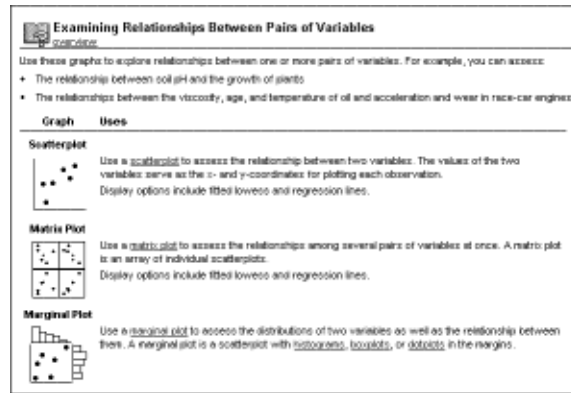 Examining Relationships Between Pairs of Variables
overview
Use these graphs to explore relationships between one or more pairs of variables. For example, you can assess:
• The relationship between soil pH and the growth of plants
• The relationships between the viscosity, age, and temperature of oil and acceleration and wear in race-car engines
Graph Uses
Scatterplot
Use a scatterplot to assess the relationship between two variables. The values of the two
variables serve as the x- and y-coordinates for plotting each observation.
Display options include fitted lowess and regression lines.
Matrix Plot
Use a matrix plot to assess the relationships among several pairs of variables at once. A matrix plot
is an array of individual scatterplots.
Display options include fitted lowess and regression lines.
Marginal Plot
Use a marginal plot to assess the distributions of two variables as well as the relationship between
them. A marginal plot is a scatterplot with histograms, boxplots, or dotplots in the margins.